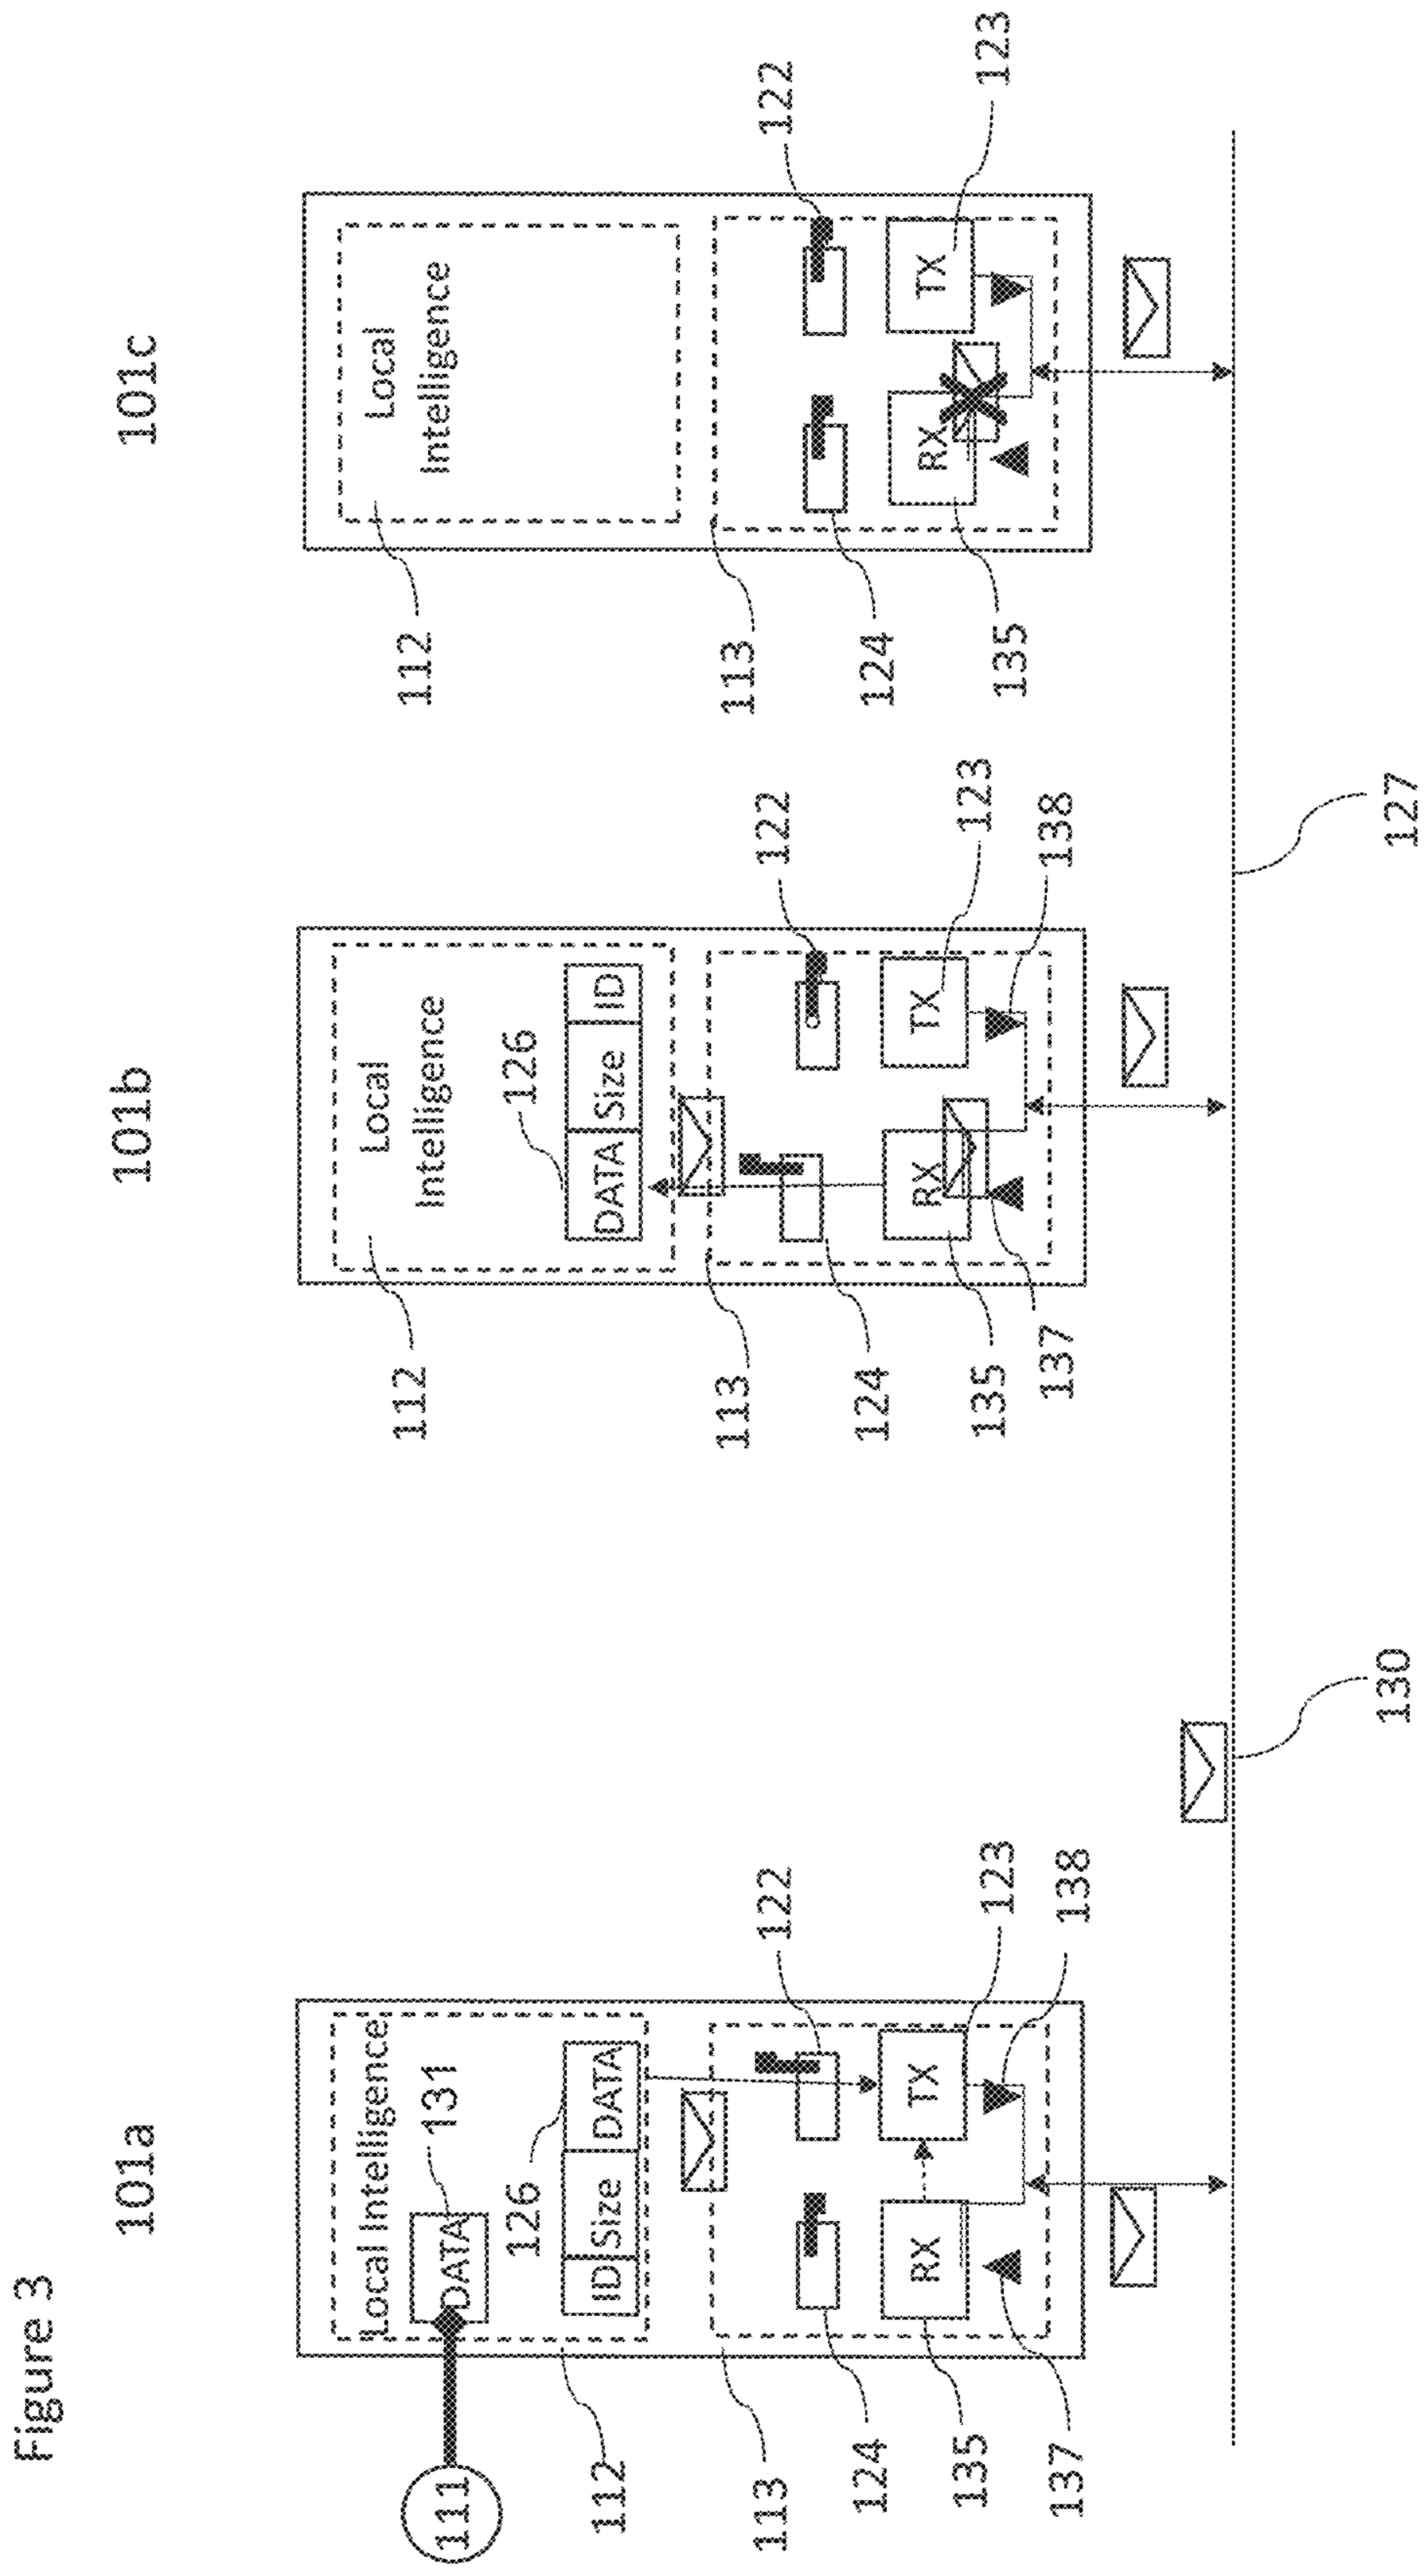 Figure 3
101a
101b
101c
111
Local Intelligence
DATA
131
126
ID
Size
DATA
112
113
122
124
RX
TX
123
135
137
138
Local
Intelligence
126
DATA
Size
ID
112
113
122
124
RX
TX
123
135
137
138
Local
Intelligence
112
113
122
124
RX
TX
123
135
130
127